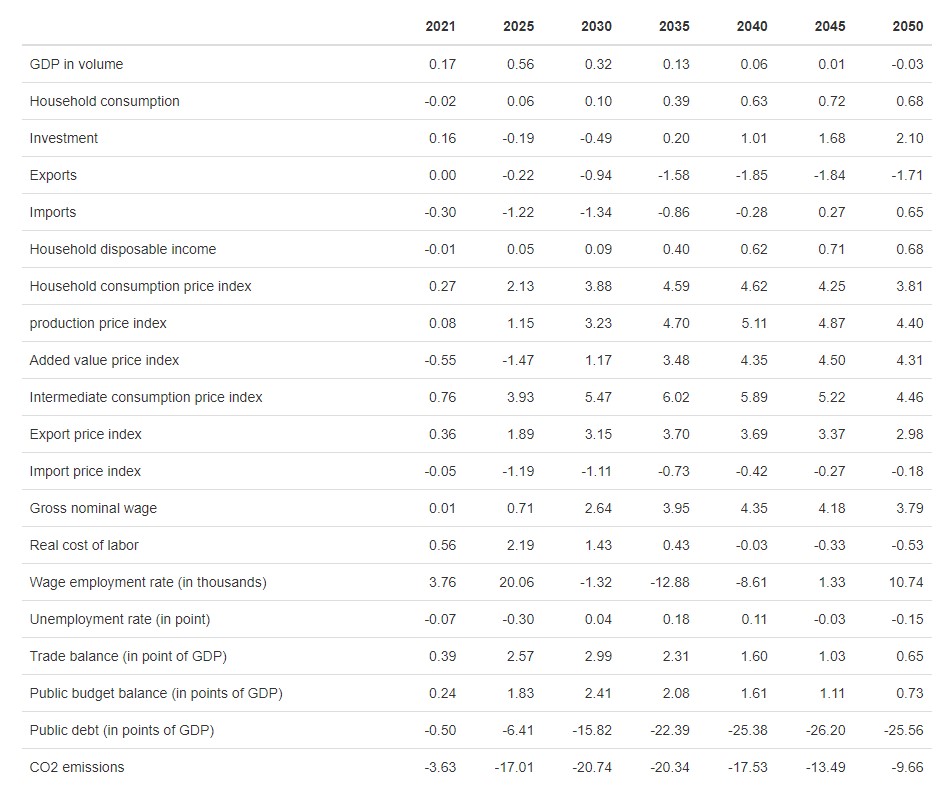 2021 2025 2030 2035 2040 2045 2050
GDP in volume 0.17 0.56 0.32 0.13 0.06 0.01 -0.03
Household consumption -0.02 0.06 0.10 0.39 0.63 0.72 0.68
Investment 0.16 -0.19 -0.49 0.20 1.01 1.68 2.10
Exports 0.00 -0.22 -0.94 -1.58 -1.85 -1.84 -1.71
Imports -0.30 -1.22 -1.34 -0.86 -0.28 0.27 0.65
Household disposable income -0.01 0.05 0.09 0.40 0.62 0.71 0.68
Household consumption price index 0.27 2.13 3.88 4.59 4.62 4.25 3.81
production price index 0.08 1.15 3.23 4.70 5.11 4.87 4.40
Added value price index -0.55 -1.47 1.17 3.48 4.35 4.50 4.31
Intermediate consumption price index 0.76 3.93 5.47 6.02 5.89 5.22 4.46
Export price index 0.36 1.89 3.15 3.70 3.69 3.37 2.98
Import price index -0.05 -1.19 -1.11 -0.73 -0.42 -0.27 -0.18
Gross nominal wage 0.01 0.71 2.64 3.95 4.35 4.18 3.79
Real cost of labor 0.56 2.19 1.43 0.43 -0.03 -0.33 -0.53
Wage employment rate (in thousands) 3.76 20.06 -1.32 -12.88 -8.61 1.33 10.74
Unemployment rate (in point) -0.07 -0.30 0.04 0.18 0.11 -0.03 -0.15
Trade balance (in point of GDP) 0.39 2.57 2.99 2.31 1.60 1.03 0.65
Public budget balance (in points of GDP) 0.24 1.83 2.41 2.08 1.61 1.11 0.73
Public debt (in points of GDP) -0.50 -6.41 -15.82 -22.39 -25.38 -26.20 -25.56
CO2 emissions -3.63 -17.01 -20.74 -20.34 -17.53 -13.49 -9.66